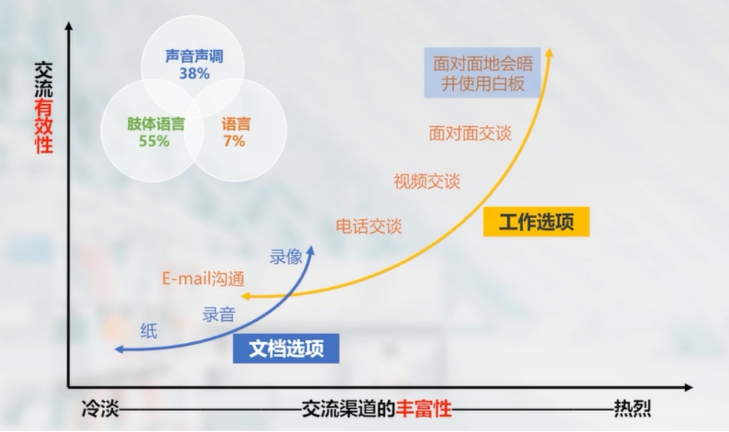 交流有效性
声音声调
38%
肢体语言
55%
语言
7%
面对面地会晤
并使用白板
面对面交谈
视频交谈
工作选项
电话交谈
录像
E-mail沟通
录音
纸
文档选项
冷淡
交流渠道的丰富性
热烈